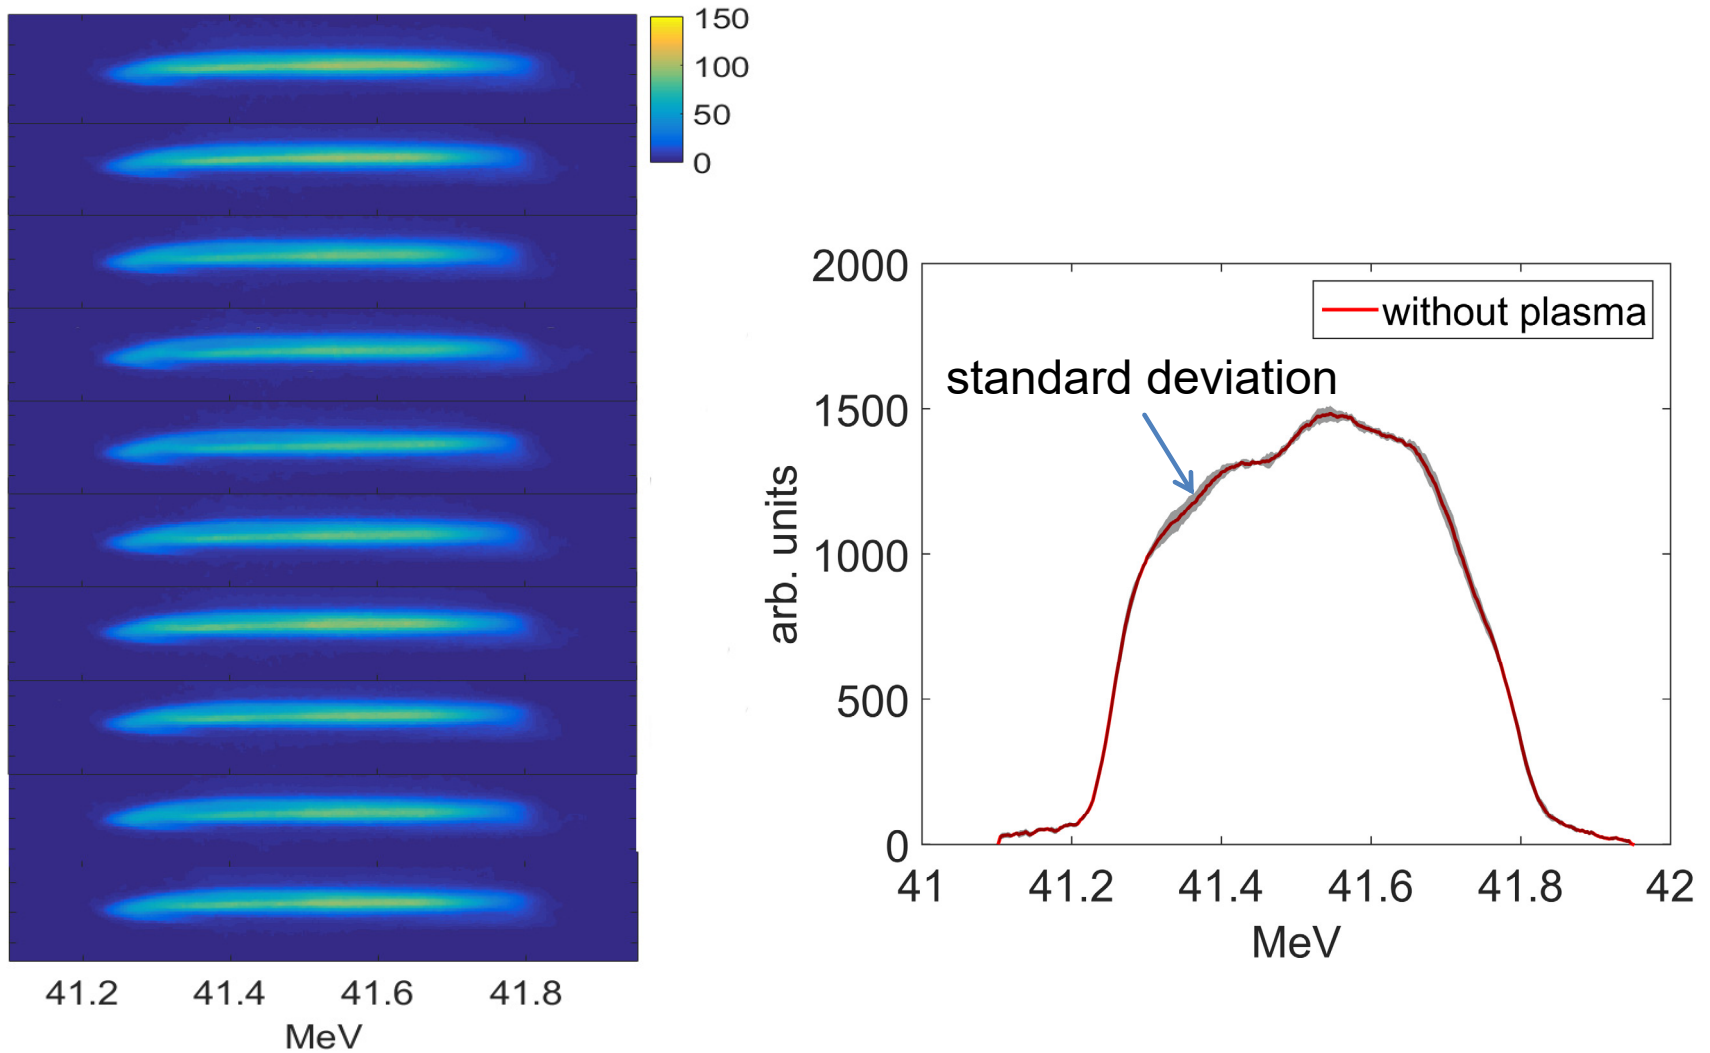 150
100
50
0
41.2 41.4 41.6 41.8
MeV
2000
1500
1000
500
0
arb. units
without plasma
standard deviation
41 41.2 41.4 41.6 41.8 42
MeV